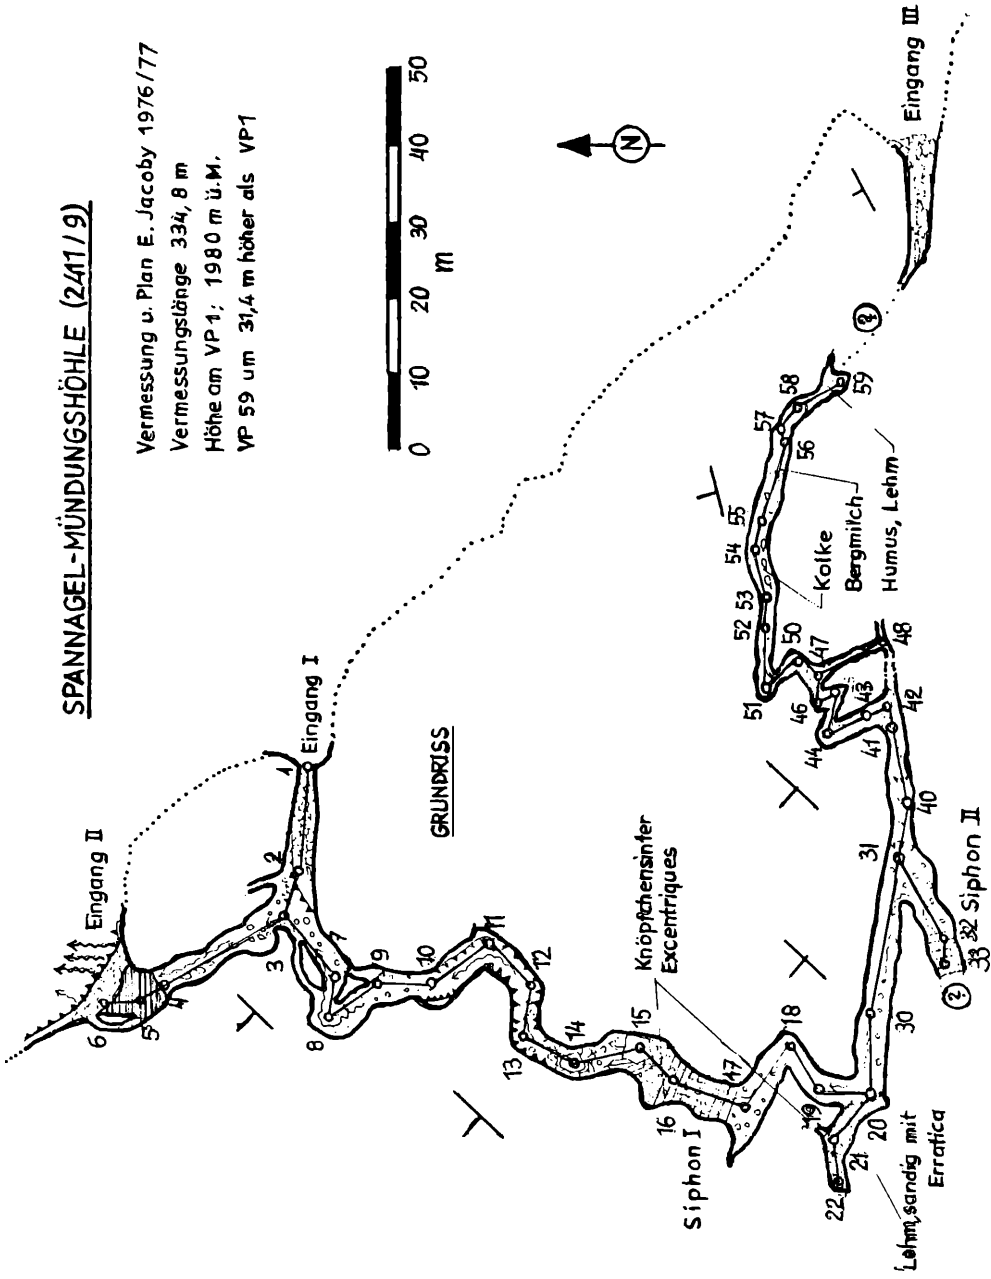 SPANNAGEL-MÜNDUNGSHÖHLE (2411/9)
Vermessung u. Plan E. Jacoby 1976/77
Vermessungslänge 334,8 m
Höhe am VP1; 1980 m ü.M.
VP 59 um 31,4 m höher als VP1
0 10 20 30 40 50
m
N
Eingang II
Eingang I
Eingang III
GRUNDRISS
1
2
3
4
5
6
7
8
9
10
11
12
13
14
15
16
17
Siphon I
Knöpfchensinter
Excentriques
18
19
20
21
22
Lehm, sandig mit
Erratica
30
31
32
33
Siphon II
?
40
41
42
43
44
46
47
48
50
51
52
53
54
55
56
57
58
59
?
Kolke
Bergmilch
Humus, Lehm